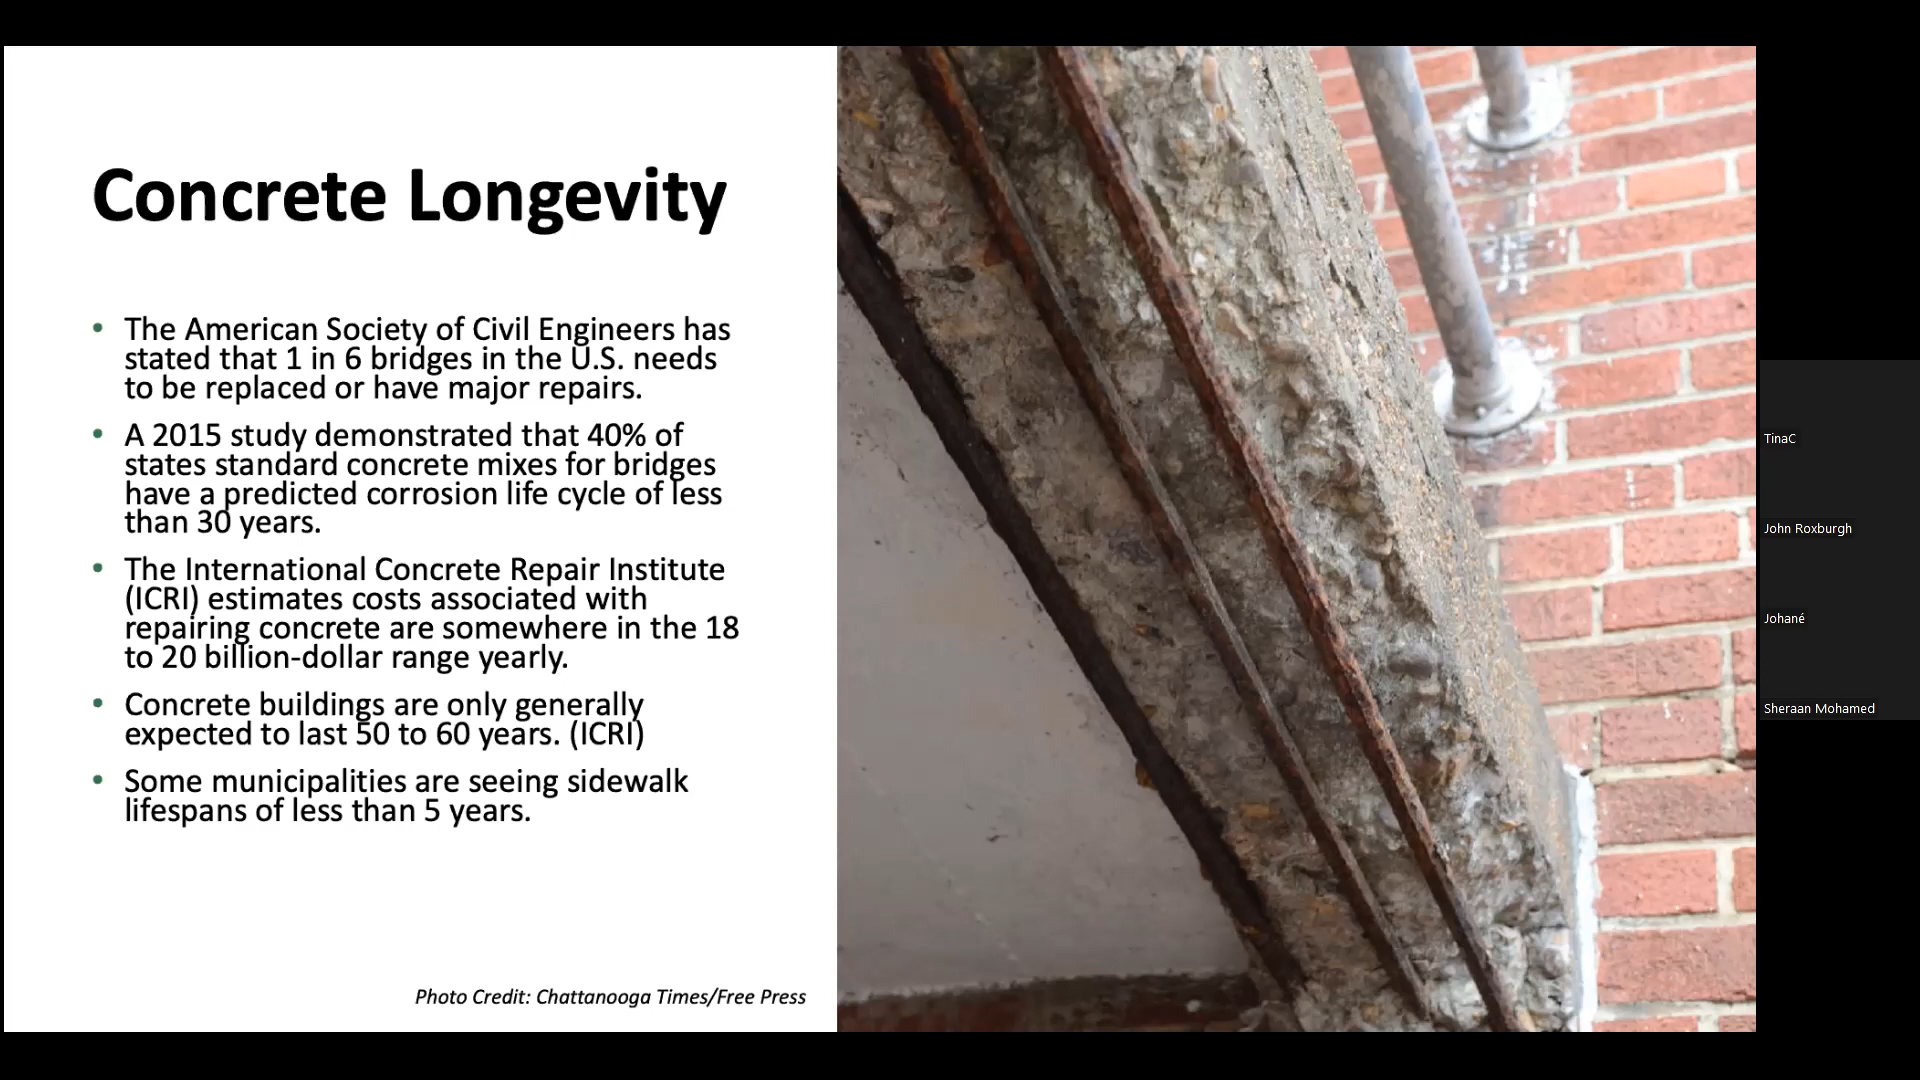 Concrete Longevity
• The American Society of Civil Engineers has
stated that 1 in 6 bridges in the U.S. needs
to be replaced or have major repairs.
• A 2015 study demonstrated that 40% of
states standard concrete mixes for bridges
have a predicted corrosion life cycle of less
than 30 years.
• The International Concrete Repair Institute
(ICRI) estimates costs associated with
repairing concrete are somewhere in the 18
to 20 billion-dollar range yearly.
• Concrete buildings are only generally
expected to last 50 to 60 years. (ICRI)
• Some municipalities are seeing sidewalk
lifespans of less than 5 years.
Photo Credit: Chattanooga Times/Free Press
TinaC
John Roxburgh
Johané
Sheraan Mohamed